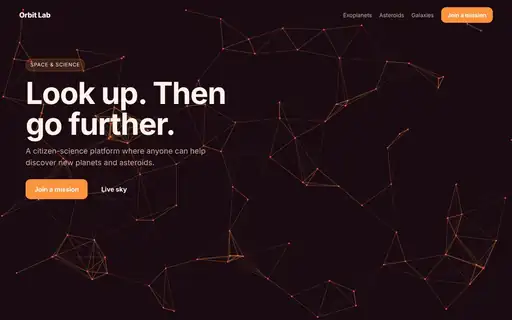 Orbit Lab
Exoplanets
Asteroids
Galaxies
Join a mission
SPACE & SCIENCE
Look up. Then
go further.
A citizen-science platform where anyone can help
discover new planets and asteroids.
Join a mission
Live sky